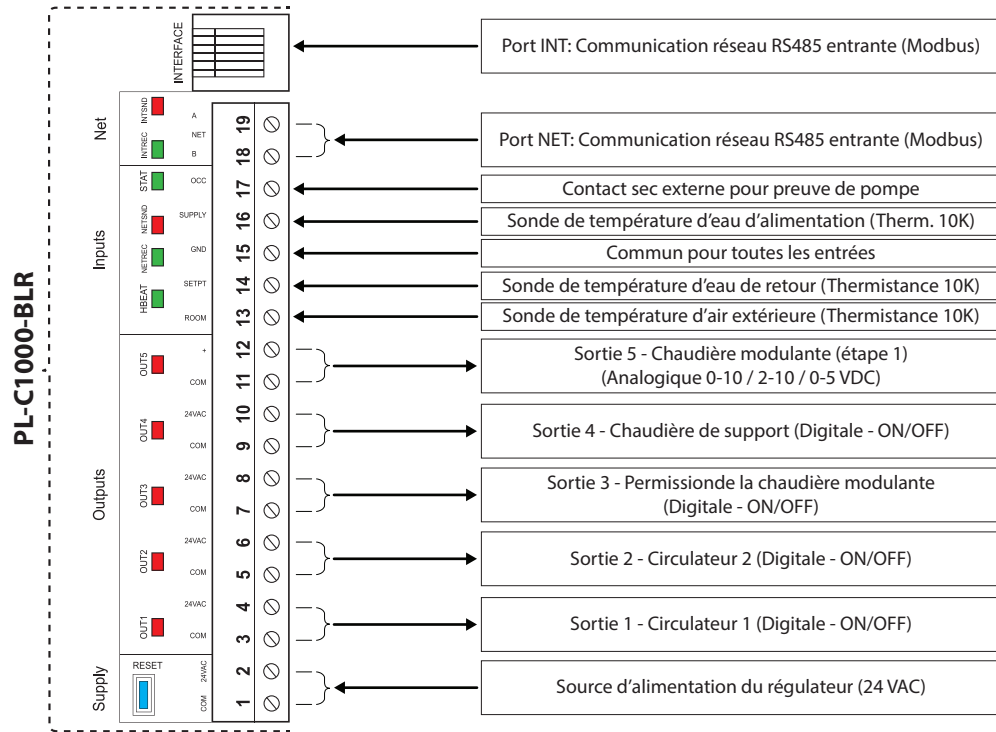 PL-C1000-BLR
INTERFACE
Port INT: Communication réseau RS485 entrante (Modbus)
Net
INTSND
INTREC
A
NET
B
19
18
Port NET: Communication réseau RS485 entrante (Modbus)
Inputs
STAT
NETSND
NETREC
HBEAT
OCC
17
Contact sec externe pour preuve de pompe
SUPPLY
16
Sonde de température d'eau d'alimentation (Therm. 10K)
GND
15
Commun pour toutes les entrées
SETPT
14
Sonde de température d'eau de retour (Thermistance 10K)
ROOM
13
Sonde de température d'air extérieure (Thermistance 10K)
Outputs
OUT5
+
COM
12
11
Sortie 5 - Chaudière modulante (étape 1)
(Analogique 0-10 / 2-10 / 0-5 VDC)
OUT4
24VAC
COM
10
9
Sortie 4 - Chaudière de support (Digitale - ON/OFF)
OUT3
24VAC
COM
8
7
Sortie 3 - Permissionde la chaudière modulante
(Digitale - ON/OFF)
OUT2
24VAC
COM
6
5
Sortie 2 - Circulateur 2 (Digitale - ON/OFF)
OUT1
24VAC
COM
4
3
Sortie 1 - Circulateur 1 (Digitale - ON/OFF)
Supply
RESET
24VAC
COM
2
1
Source d'alimentation du régulateur (24 VAC)